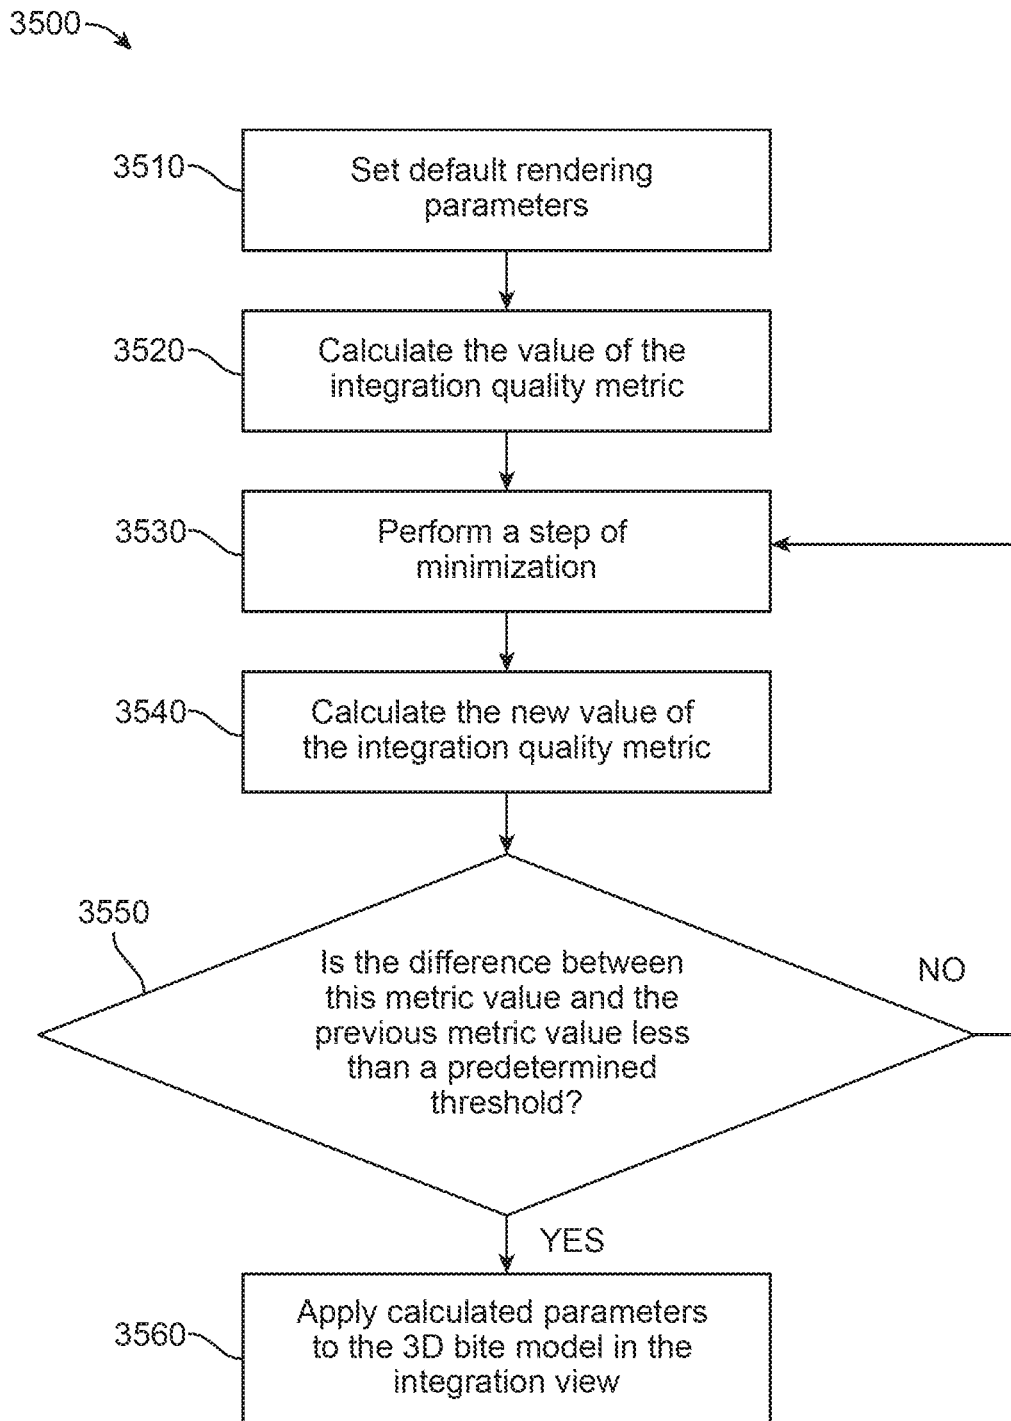 3500
3510
Set default rendering
parameters
3520
Calculate the value of the
integration quality metric
3530
Perform a step of
minimization
3540
Calculate the new value of
the integration quality metric
3550
Is the difference between
this metric value and the
previous metric value less
than a predetermined
threshold?
NO
YES
3560
Apply calculated parameters
to the 3D bite model in the
integration view